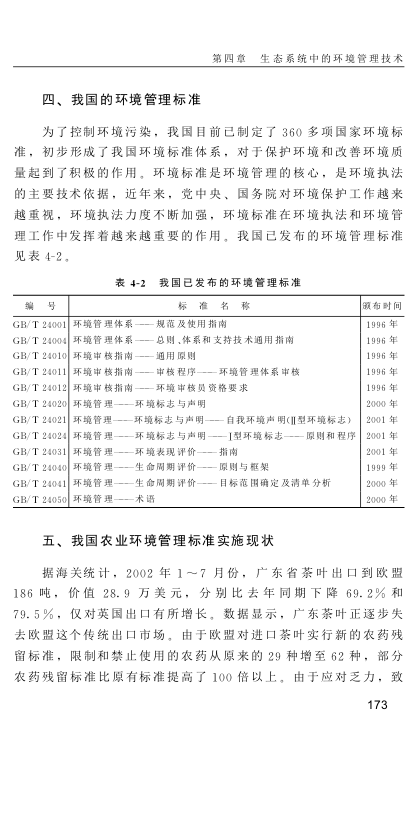 第四章　生态系统中的环境管理技术
四、我国的环境管理标准
为了控制环境污染，我国目前已制定了 360 多项国家环境标
准，初步形成了我国环境标准体系，对于保护环境和改善环境质
量起到了积极的作用。环境标准是环境管理的核心，是环境执法
的主要技术依据，近年来，党中央、国务院对环境保护工作越来
越重视，环境执法力度不断加强，环境标准在环境执法和环境管
理工作中发挥着越来越重要的作用。我国已发布的环境管理标准
见表 4-2。
表 4-2　我国已发布的环境管理标准
编　号　标　准　名　称　颁布时间
GB/T 24001 环境管理体系——规范及使用指南 1996 年
GB/T 24004 环境管理体系——总则、体系和支持技术通用指南 1996 年
GB/T 24010 环境审核指南——通用原则 1996 年
GB/T 24011 环境审核指南——审核程序——环境管理体系审核 1996 年
GB/T 24012 环境审核指南——环境审核员资格要求 1996 年
GB/T 24020 环境管理——环境标志与声明 2000 年
GB/T 24021 环境管理——环境标志与声明——自我环境声明(Ⅱ型环境标志) 2001 年
GB/T 24024 环境管理——环境标志与声明——Ⅰ型环境标志——原则和程序 2001 年
GB/T 24031 环境管理——环境表现评价——指南 2001 年
GB/T 24040 环境管理——生命周期评价——原则与框架 1999 年
GB/T 24041 环境管理——生命周期评价——目标范围确定及清单分析 2000 年
GB/T 24050 环境管理——术语 2000 年
五、我国农业环境管理标准实施现状
据海关统计，2002 年 1～7 月份，广东省茶叶出口到欧盟
186 吨，价值 28.9 万美元，分别比去年同期下降 69.2％和
79.5％，仅对英国出口有所增长。数据显示，广东茶叶正逐步失
去欧盟这个传统出口市场。由于欧盟对进口茶叶实行新的农药残
留标准，限制和禁止使用的农药从原来的 29 种增至 62 种，部分
农药残留标准比原有标准提高了 100 倍以上。由于应对乏力，致
173